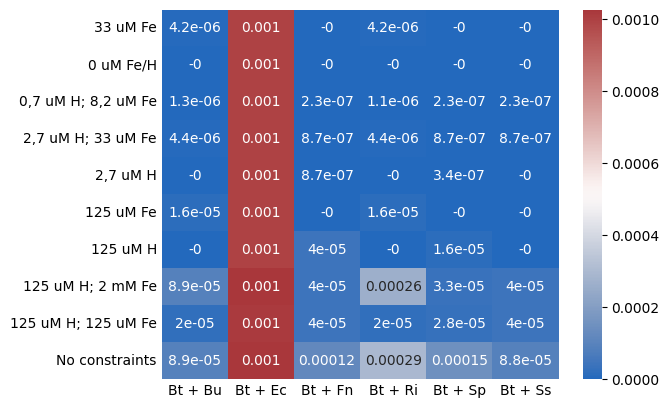 33 uM Fe 4.2e-06 0.001 -0 4.2e-06 -0 -0 0.0010
0 uM Fe/H -0 0.001 -0 -0 -0 -0
0,7 uM H; 8,2 uM Fe 1.3e-06 0.001 2.3e-07 1.1e-06 2.3e-07 2.3e-07 0.0008
2,7 uM H; 33 uM Fe 4.4e-06 0.001 8.7e-07 4.4e-06 8.7e-07 8.7e-07 0.0006
2,7 uM H -0 0.001 8.7e-07 -0 3.4e-07 -0
125 uM Fe 1.6e-05 0.001 -0 1.6e-05 -0 -0 0.0004
125 uM H -0 0.001 4e-05 -0 1.6e-05 -0
125 uM H; 2 mM Fe 8.9e-05 0.001 4e-05 0.00026 3.3e-05 4e-05 0.0002
125 uM H; 125 uM Fe 2e-05 0.001 4e-05 2e-05 2.8e-05 4e-05
No constraints 8.9e-05 0.001 0.00012 0.00029 0.00015 8.8e-05 0.0000
Bt + Bu Bt + Ec Bt + Fn Bt + Ri Bt + Sp Bt + Ss